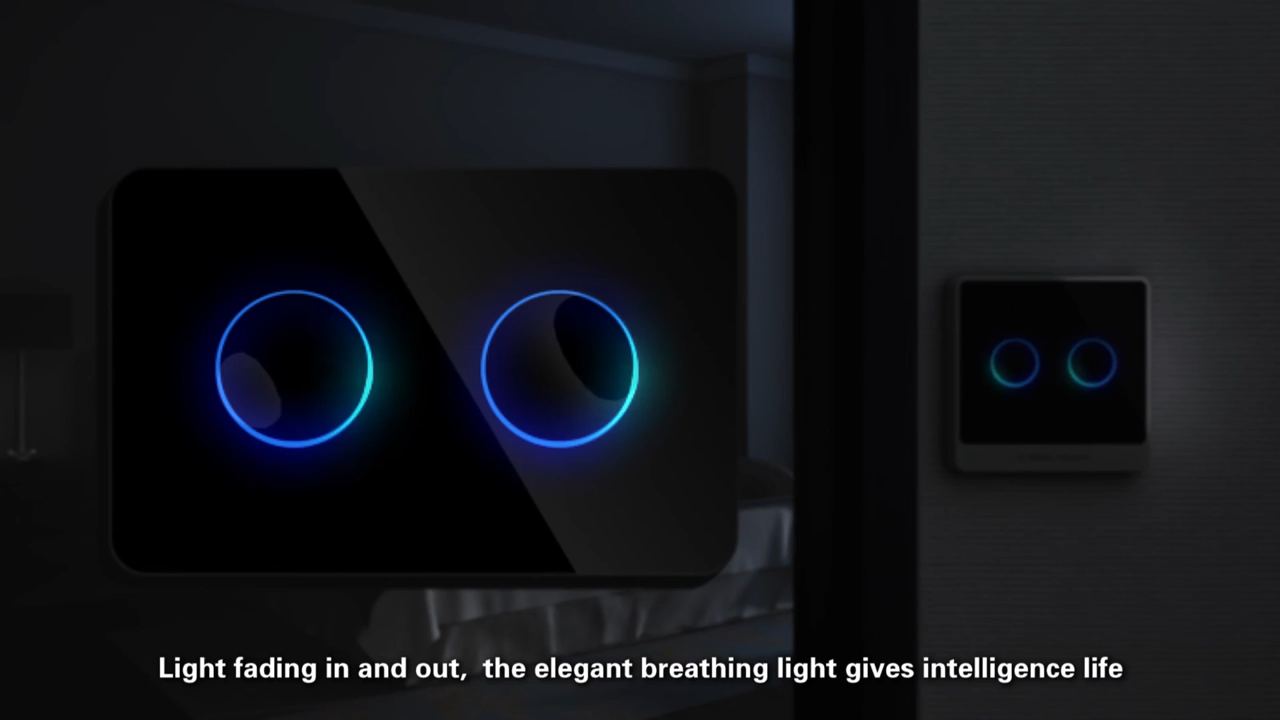 Light fading in and out, the elegant breathing light gives intelligence life